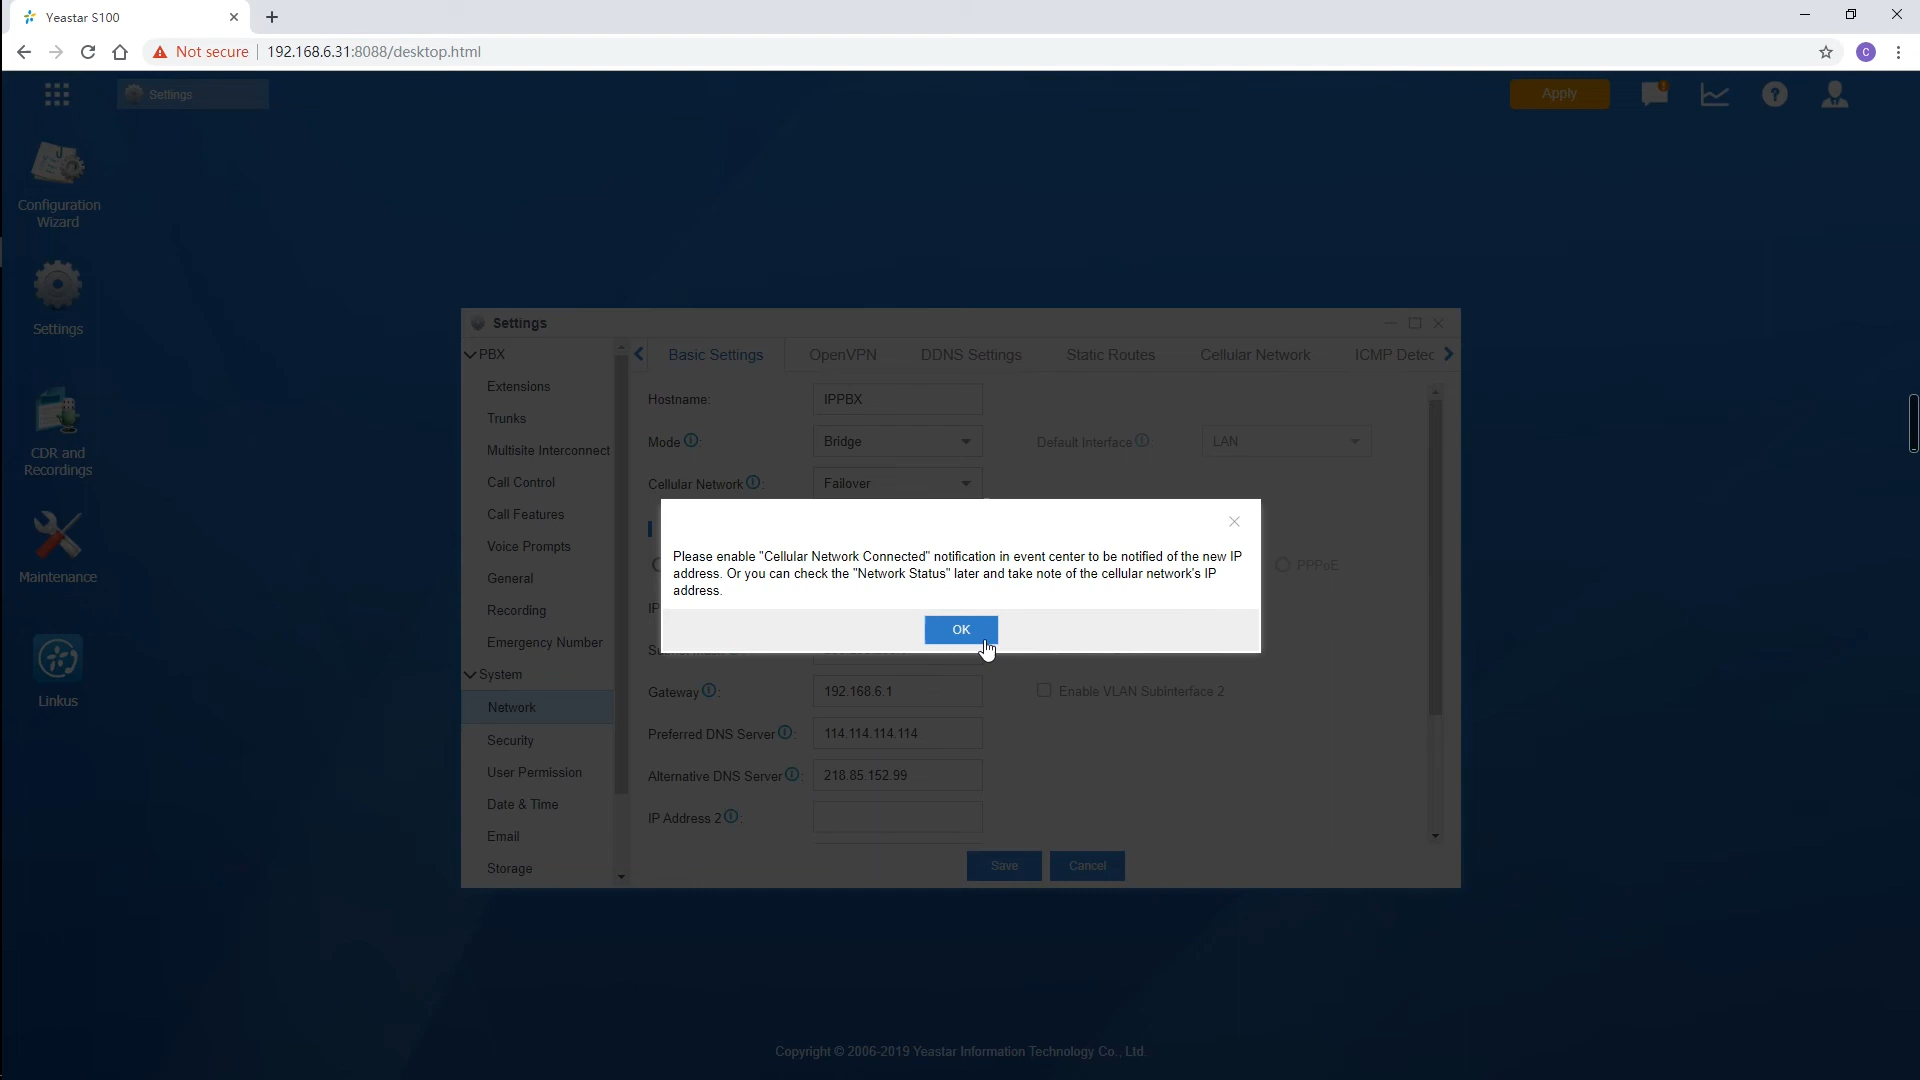 Yeastar S100
Not secure
192.168.6.31:8088/desktop.html
C
Settings
Apply
Configuration
Wizard
Settings
CDR and
Recordings
Maintenance
Linkus
Settings
PBX
Extensions
Trunks
Multisite Interconnect
Call Control
Call Features
Voice Prompts
General
Recording
Emergency Number
System
Network
Security
User Permission
Date & Time
Email
Storage
Basic Settings
OpenVPN
DDNS Settings
Static Routes
Cellular Network
ICMP Detec
Hostname:
IPPBX
Mode
Bridge
Default Interface
LAN
Cellular Network
Failover
Please enable "Cellular Network Connected" notification in event center to be notified of the new IP
address. Or you can check the "Network Status" later and take note of the cellular network's IP
address.
OK
PPPoE
IP
Gateway
192.168.6.1
Enable VLAN Subinterface 2
Preferred DNS Server
114.114.114.114
Alternative DNS Server
218.85.152.99
IP Address 2
Save
Cancel
Copyright © 2006-2019 Yeastar Information Technology Co., Ltd.